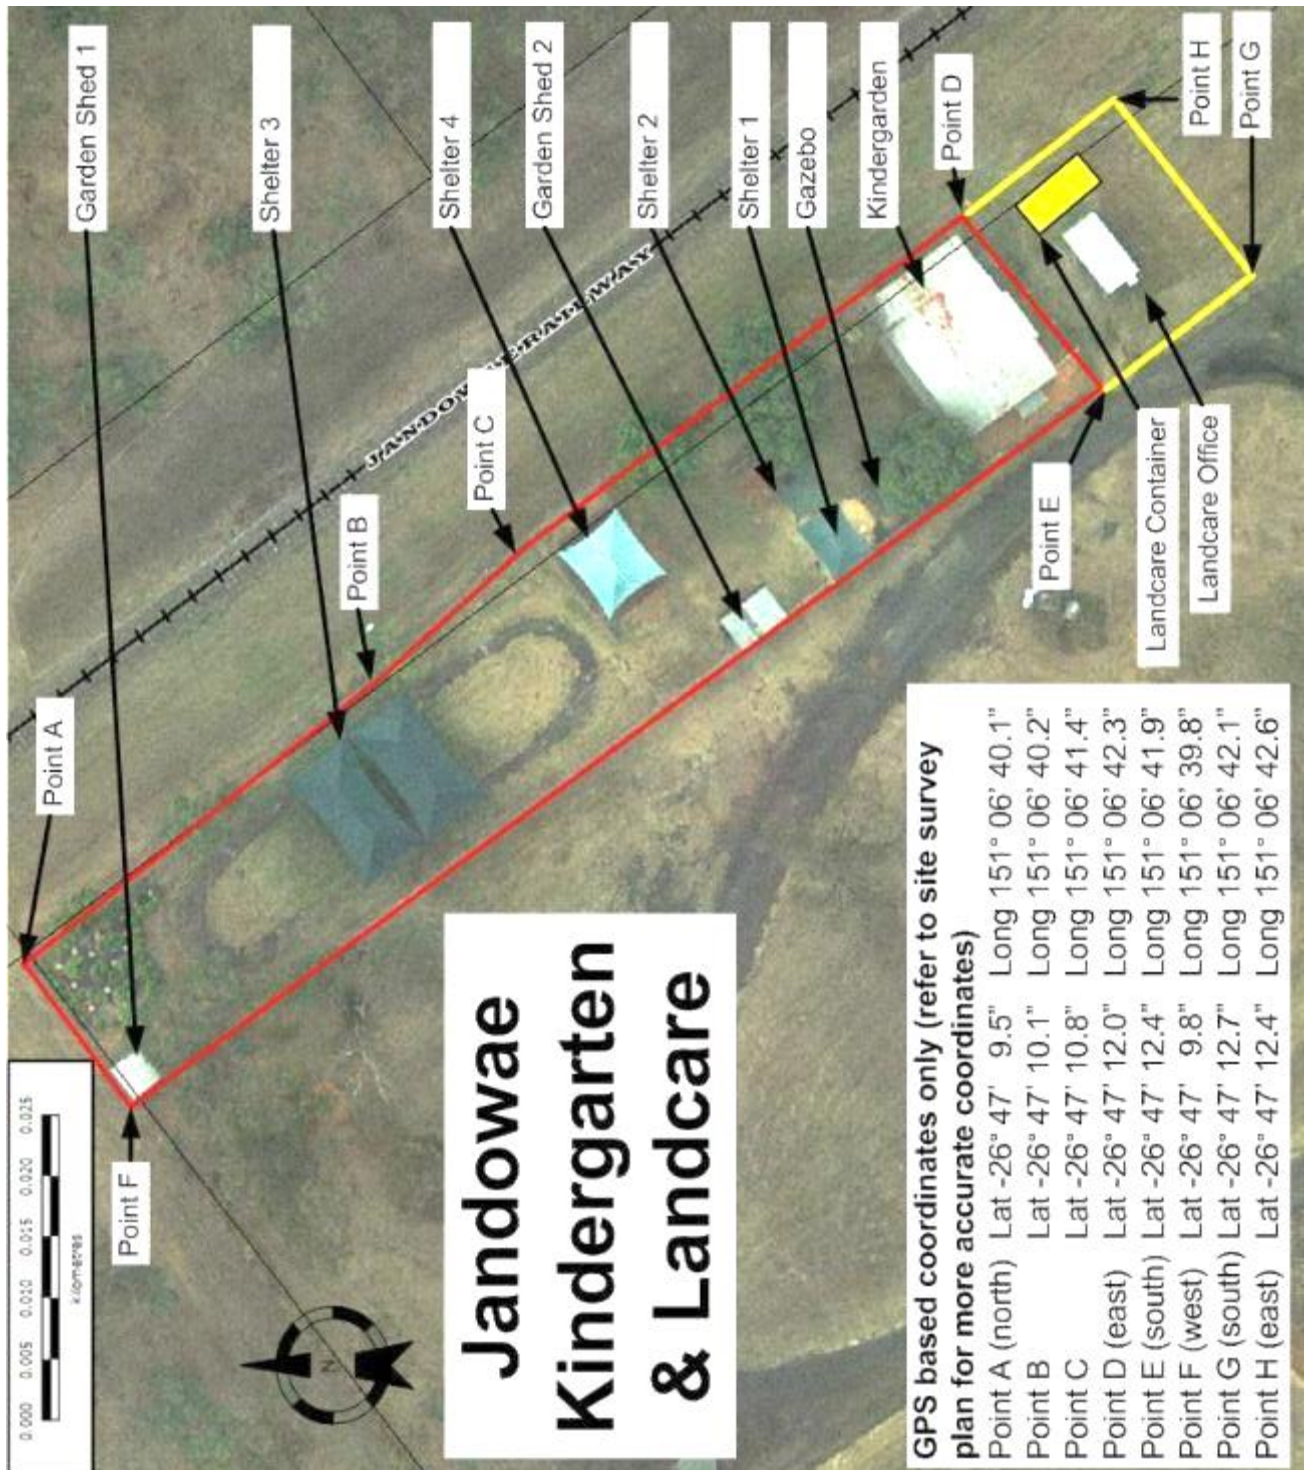 Garden Shed 1
Shelter 3
Shelter 4
Garden Shed 2
Shelter 2
Shelter 1
Gazebo
Kindergarden
Point D
Point H
Point G
Point A
Point B
Point C
JANDOWAE RAILWAY
Point E
Landcare Container
Landcare Office
Point F
0.000 0.005 0.010 0.015 0.020 0.025
kilometres
N
Jandowae
Kindergarten
& Landcare
GPS based coordinates only (refer to site survey
plan for more accurate coordinates)
Point A (north) Lat -26° 47' 9.5" Long 151° 06' 40.1"
Point B Lat -26° 47' 10.1" Long 151° 06' 40.2"
Point C Lat -26° 47' 10.8" Long 151° 06' 41.4"
Point D (east) Lat -26° 47' 12.0" Long 151° 06' 42.3"
Point E (south) Lat -26° 47' 12.4" Long 151° 06' 41.9"
Point F (west) Lat -26° 47' 9.8" Long 151° 06' 39.8"
Point G (south) Lat -26° 47' 12.7" Long 151° 06' 42.1"
Point H (east) Lat -26° 47' 12.4" Long 151° 06' 42.6"